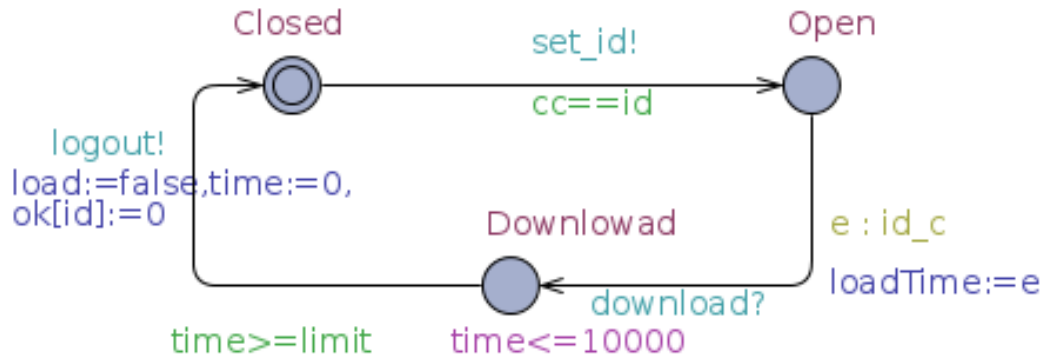 Closed
Open
set_id!
cc==id
logout!
load:=false,time:=0,
ok[id]:=0
Downlowad
e : id_c
loadTime:=e
download?
time>=limit
time<=10000